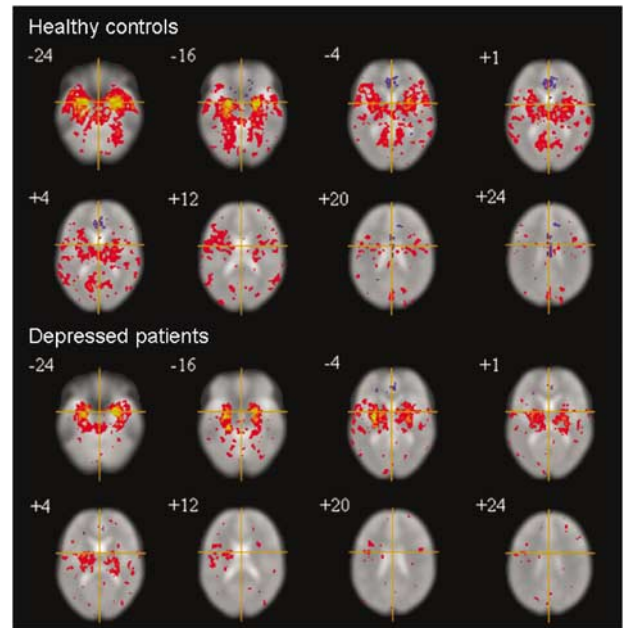 Healthy controls
-24 -16 -4 +1
+4 +12 +20 +24
Depressed patients
-24 -16 -4 +1
+4 +12 +20 +24